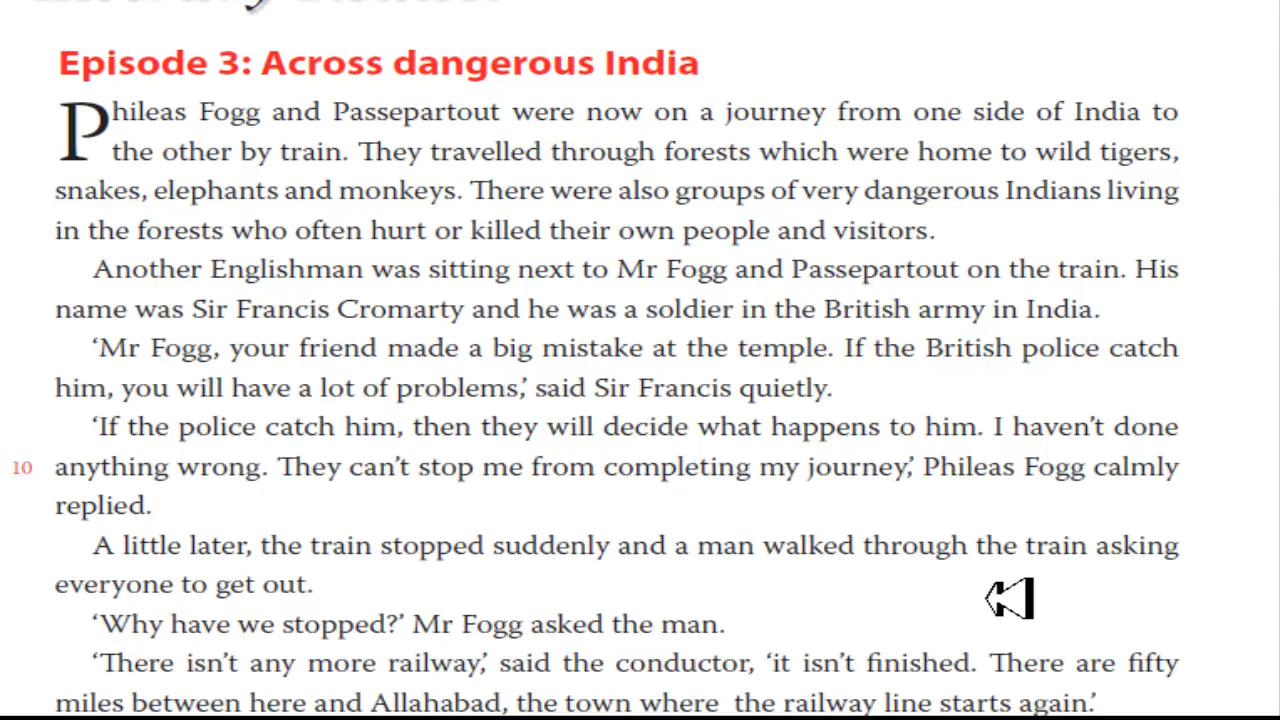 Episode 3: Across dangerous India
Phileas Fogg and Passepartout were now on a journey from one side of India to
the other by train. They travelled through forests which were home to wild tigers,
snakes, elephants and monkeys. There were also groups of very dangerous Indians living
in the forests who often hurt or killed their own people and visitors.
Another Englishman was sitting next to Mr Fogg and Passepartout on the train. His
name was Sir Francis Cromarty and he was a soldier in the British army in India.
‘Mr Fogg, your friend made a big mistake at the temple. If the British police catch
him, you will have a lot of problems,’ said Sir Francis quietly.
‘If the police catch him, then they will decide what happens to him. I haven’t done
10 anything wrong. They can’t stop me from completing my journey,’ Phileas Fogg calmly
replied.
A little later, the train stopped suddenly and a man walked through the train asking
everyone to get out.
‘Why have we stopped?’ Mr Fogg asked the man.
‘There isn’t any more railway,’ said the conductor, ‘it isn’t finished. There are fifty
miles between here and Allahabad, the town where the railway line starts again.’